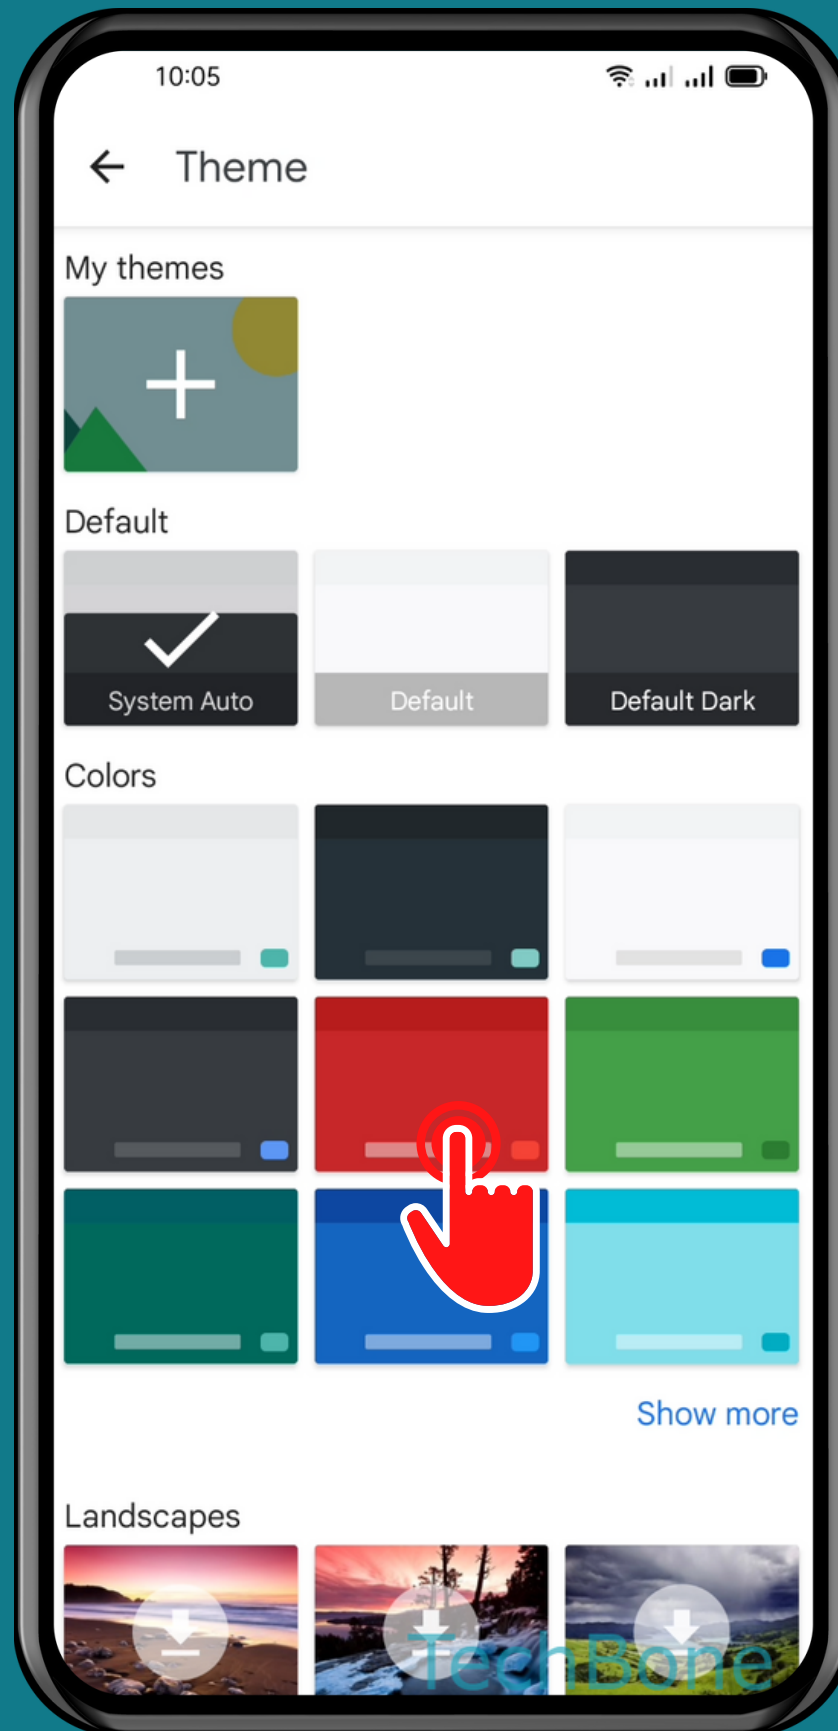 10:05
Theme
My themes
Default
System Auto
Default
Default Dark
Colors
Show more
Landscapes
TechBone